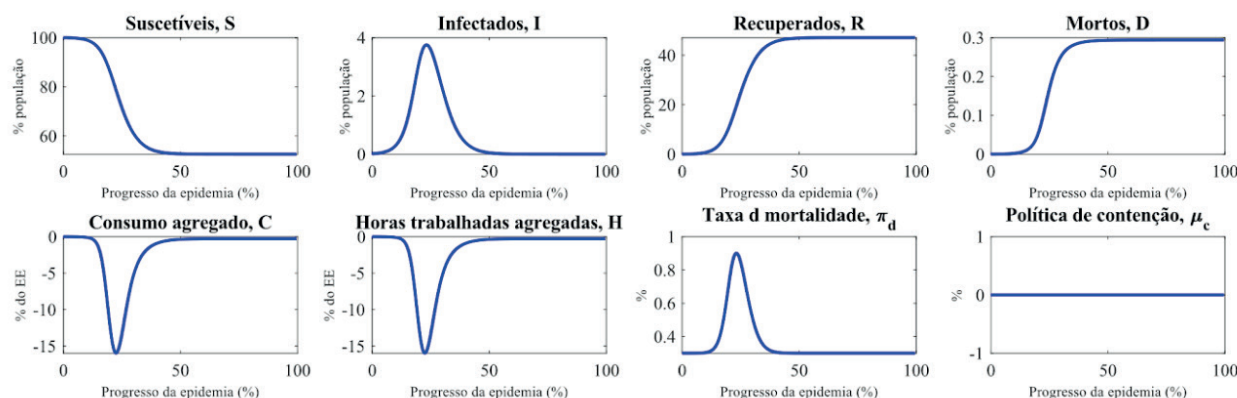 Suscetíveis, S
% população
100
80
60
0
50
100
Progresso da epidemia (%)
Infectados, I
% população
4
2
0
0
50
100
Progresso da epidemia (%)
Recuperados, R
% população
40
20
0
0
50
100
Progresso da epidemia (%)
Mortos, D
% população
0.3
0.2
0.1
0
0
50
100
Progresso da epidemia (%)
Consumo agregado, C
% do EE
0
-5
-10
-15
0
50
100
Progresso da epidemia (%)
Horas trabalhadas agregadas, H
% do EE
0
-5
-10
-15
0
50
100
Progresso da epidemia (%)
Taxa d mortalidade, π_d
%
1
0.8
0.6
0.4
0
50
100
Progresso da epidemia (%)
Política de contenção, μ_c
%
1
0
-1
0
50
100
Progresso da epidemia (%)